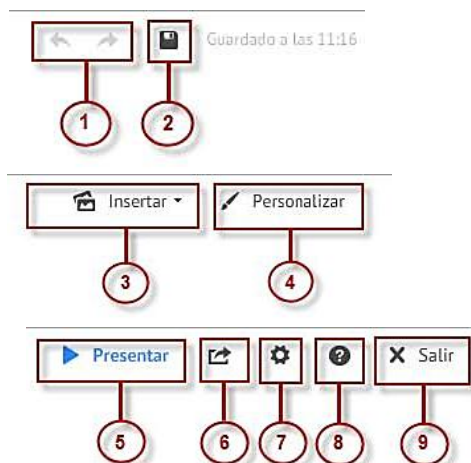 Guardado a las 11:16
1 2
Insertar Personalizar
3 4
Presentar Salir
5 6 7 8 9